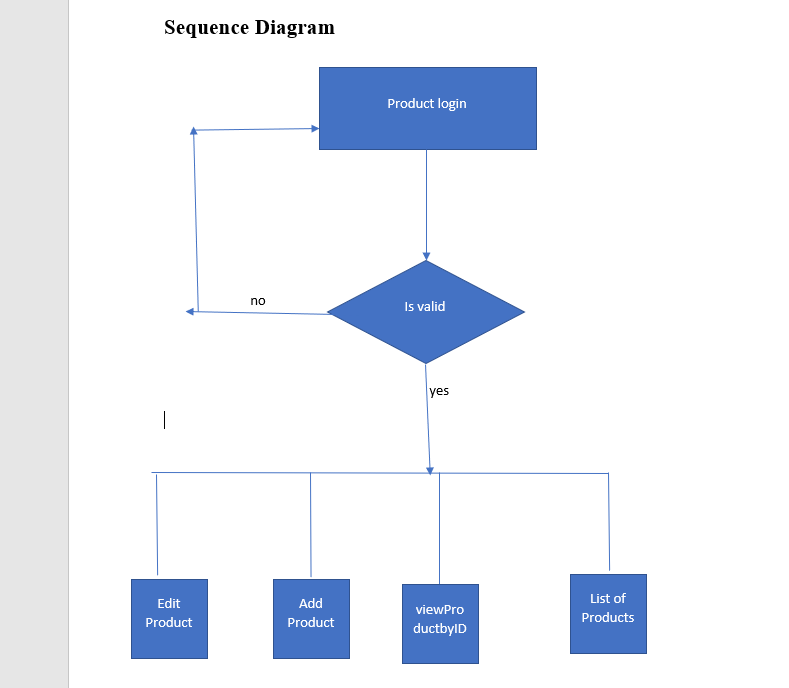 Sequence Diagram
Product login
no
Is valid
yes
Edit
Product
Add
Product
viewPro
ductbyID
List of
Products